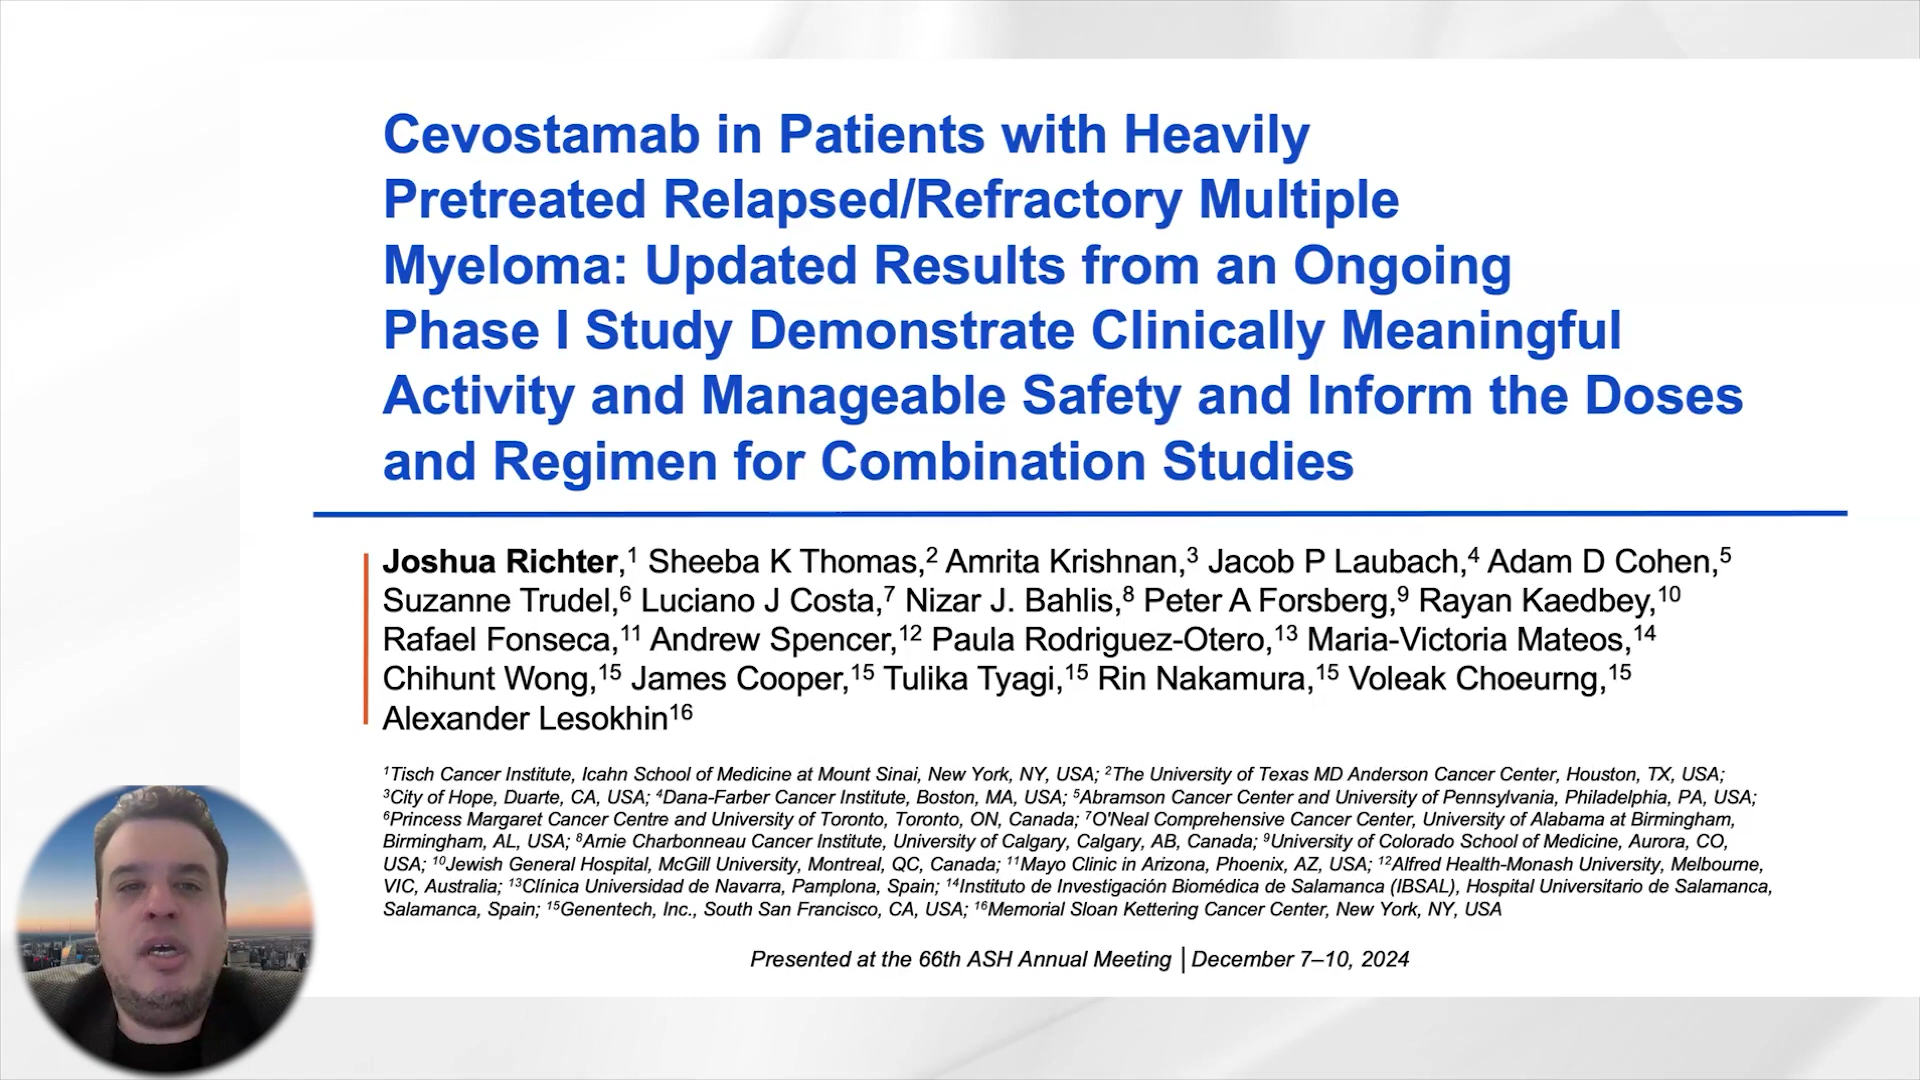 Cevostamab in Patients with Heavily
Pretreated Relapsed/Refractory Multiple
Myeloma: Updated Results from an Ongoing
Phase I Study Demonstrate Clinically Meaningful
Activity and Manageable Safety and Inform the Doses
and Regimen for Combination Studies
Joshua Richter,¹ Sheeba K Thomas,² Amrita Krishnan,³ Jacob P Laubach,⁴ Adam D Cohen,⁵
Suzanne Trudel,⁶ Luciano J Costa,⁷ Nizar J. Bahlis,⁸ Peter A Forsberg,⁹ Rayan Kaedbey,¹⁰
Rafael Fonseca,¹¹ Andrew Spencer,¹² Paula Rodriguez-Otero,¹³ Maria-Victoria Mateos,¹⁴
Chihunt Wong,¹⁵ James Cooper,¹⁵ Tulika Tyagi,¹⁵ Rin Nakamura,¹⁵ Voleak Choeurng,¹⁵
Alexander Lesokhin¹⁶
¹Tisch Cancer Institute, Icahn School of Medicine at Mount Sinai, New York, NY, USA; ²The University of Texas MD Anderson Cancer Center, Houston, TX, USA;
³City of Hope, Duarte, CA, USA; ⁴Dana-Farber Cancer Institute, Boston, MA, USA; ⁵Abramson Cancer Center and University of Pennsylvania, Philadelphia, PA, USA;
⁶Princess Margaret Cancer Centre and University of Toronto, Toronto, ON, Canada; ⁷O'Neal Comprehensive Cancer Center, University of Alabama at Birmingham,
Birmingham, AL, USA; ⁸Arnie Charbonneau Cancer Institute, University of Calgary, Calgary, AB, Canada; ⁹University of Colorado School of Medicine, Aurora, CO,
USA; ¹⁰Jewish General Hospital, McGill University, Montreal, QC, Canada; ¹¹Mayo Clinic in Arizona, Phoenix, AZ, USA; ¹²Alfred Health-Monash University, Melbourne,
VIC, Australia; ¹³Clínica Universidad de Navarra, Pamplona, Spain; ¹⁴Instituto de Investigación Biomédica de Salamanca (IBSAL), Hospital Universitario de Salamanca,
Salamanca, Spain; ¹⁵Genentech, Inc., South San Francisco, CA, USA; ¹⁶Memorial Sloan Kettering Cancer Center, New York, NY, USA
Presented at the 66th ASH Annual Meeting | December 7–10, 2024